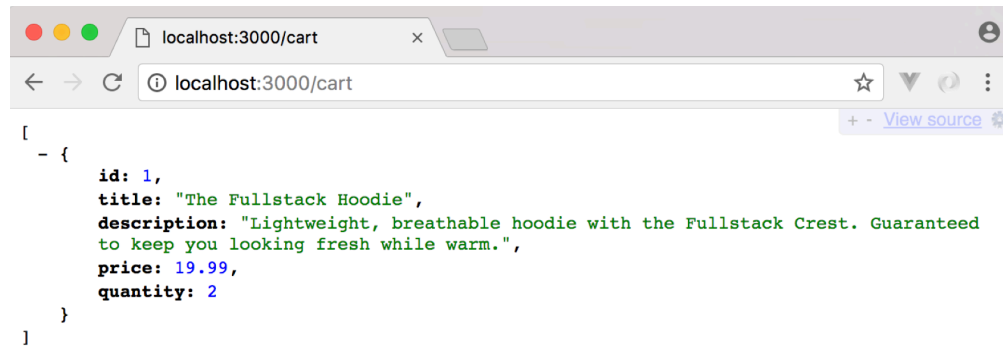 localhost:3000/cart
localhost:3000/cart
+ - View source
[
- {
id: 1,
title: "The Fullstack Hoodie",
description: "Lightweight, breathable hoodie with the Fullstack Crest. Guaranteed
to keep you looking fresh while warm.",
price: 19.99,
quantity: 2
}
]